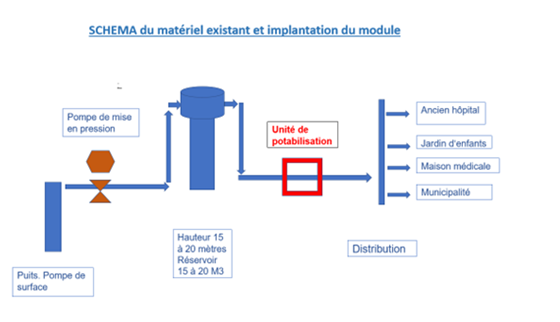 SCHEMA du matériel existant et implantation du module
Pompe de mise
en pression
Unité de
potabilisation
Ancien hôpital
Jardin d'enfants
Maison médicale
Municipalité
Hauteur 15
à 20 mètres
Réservoir
15 à 20 M3
Distribution
Puits. Pompe de
surface